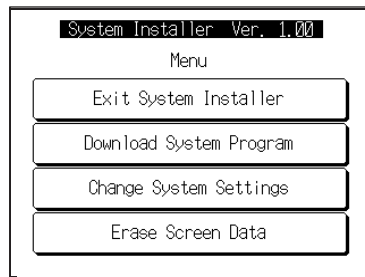 System Installer Ver. 1.00
Menu
Exit System Installer
Download System Program
Change System Settings
Erase Screen Data